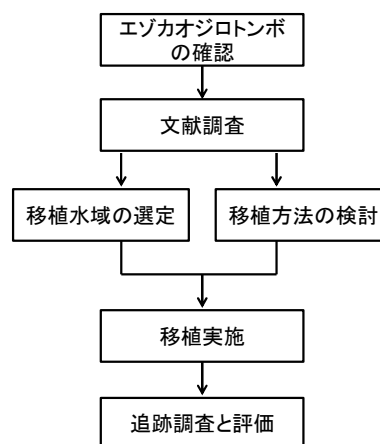 エゾカオジロトンボ
の確認
文献調査
移植水域の選定
移植方法の検討
移植実施
追跡調査と評価